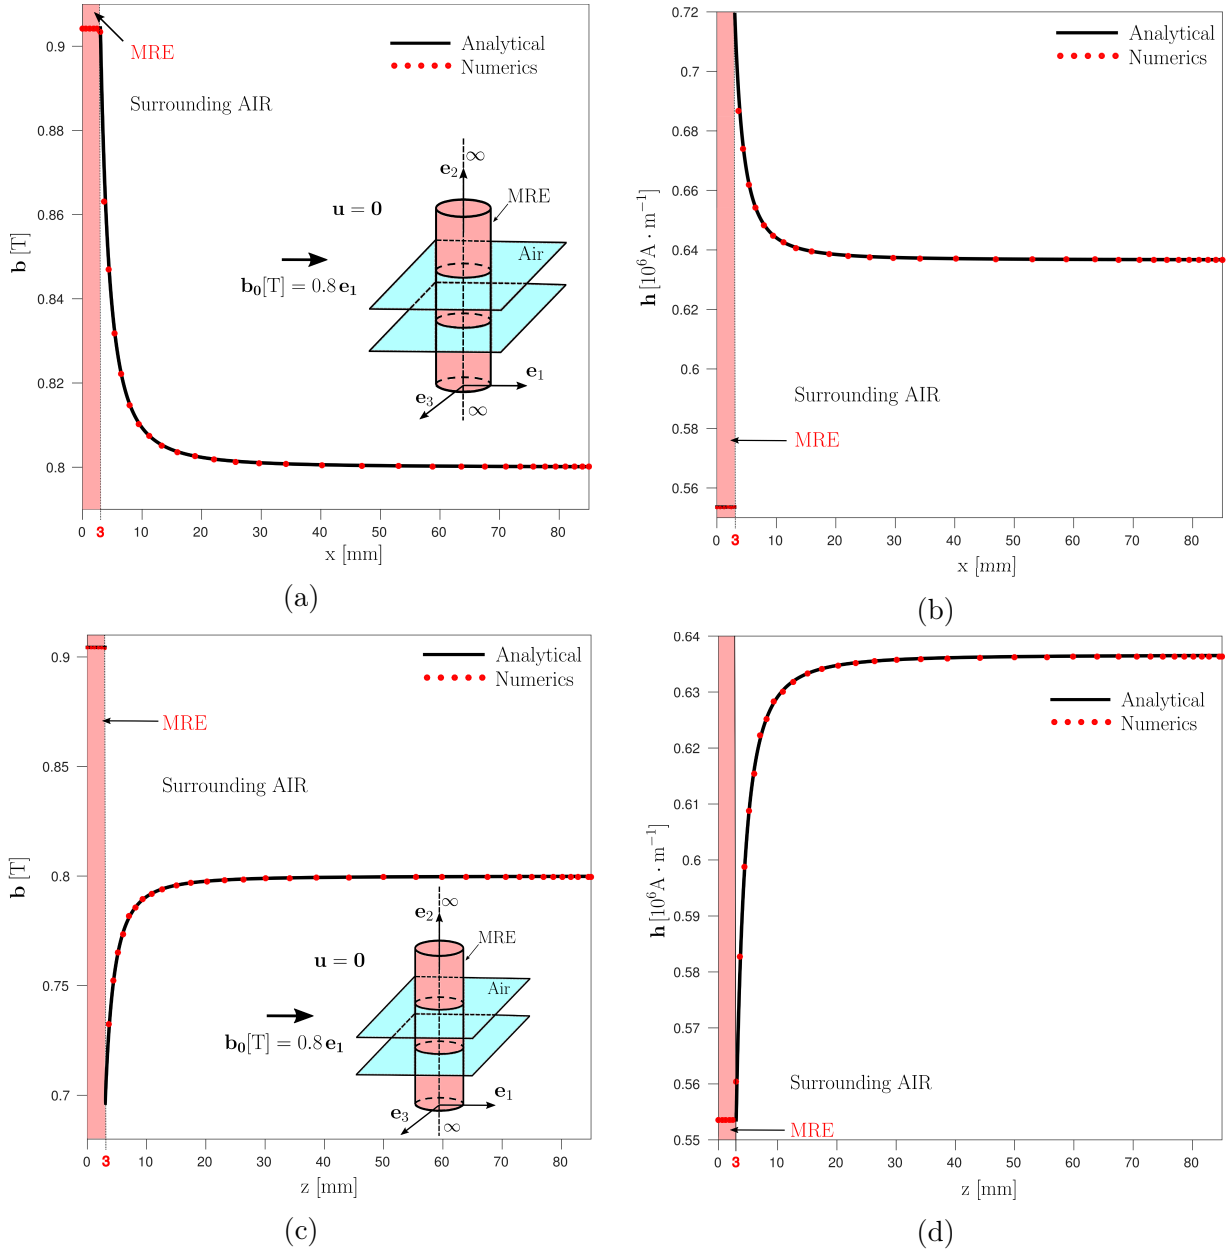 MRE
Surrounding AIR
Analytical
Numerics
∞
e₂
MRE
u = 0
Air
b₀[T] = 0.8 e₁
e₁
e₃
∞
b [T]
0.9
0.88
0.86
0.84
0.82
0.8
0 3 10 20 30 40 50 60 70 80
x [mm]
(a)
Analytical
Numerics
h [10⁶A · m⁻¹]
0.72
0.7
0.68
0.66
0.64
0.62
0.6
0.58
0.56
Surrounding AIR
MRE
0 3 10 20 30 40 50 60 70 80
x [mm]
(b)
Analytical
Numerics
MRE
Surrounding AIR
b [T]
0.9
0.85
0.8
0.75
0.7
∞
e₂
MRE
u = 0
Air
b₀[T] = 0.8 e₁
e₁
e₃
∞
0 3 10 20 30 40 50 60 70 80
z [mm]
(c)
h [10⁶A · m⁻¹]
0.64
0.63
0.62
0.61
0.6
0.59
0.58
0.57
0.56
0.55
Analytical
Numerics
Surrounding AIR
MRE
0 3 10 20 30 40 50 60 70 80
z [mm]
(d)